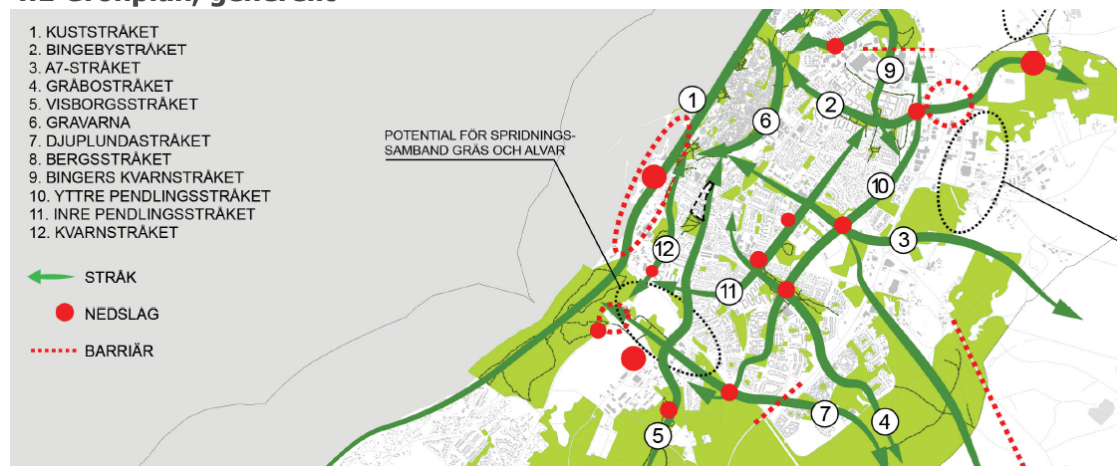 1. KUSTSTRÅKET
2. BINGEBYSTRÅKET
3. A7-STRÅKET
4. GRÅBOSTRÅKET
5. VISBORGSSTRÅKET
6. GRAVARNA
7. DJUPLUNDASTRÅKET
8. BERGSSTRÅKET
9. BINGERS KVARNSTRÅKET
10. YTTRE PENDLINGSSTRÅKET
11. INRE PENDLINGSSTRÅKET
12. KVARNSTRÅKET
STRÅK
NEDSLAG
BARRIÄR
POTENTIAL FÖR SPRIDNINGS-
SAMBAND GRÄS OCH ALVAR
1
9
2
6
10
3
12
11
7
4
5